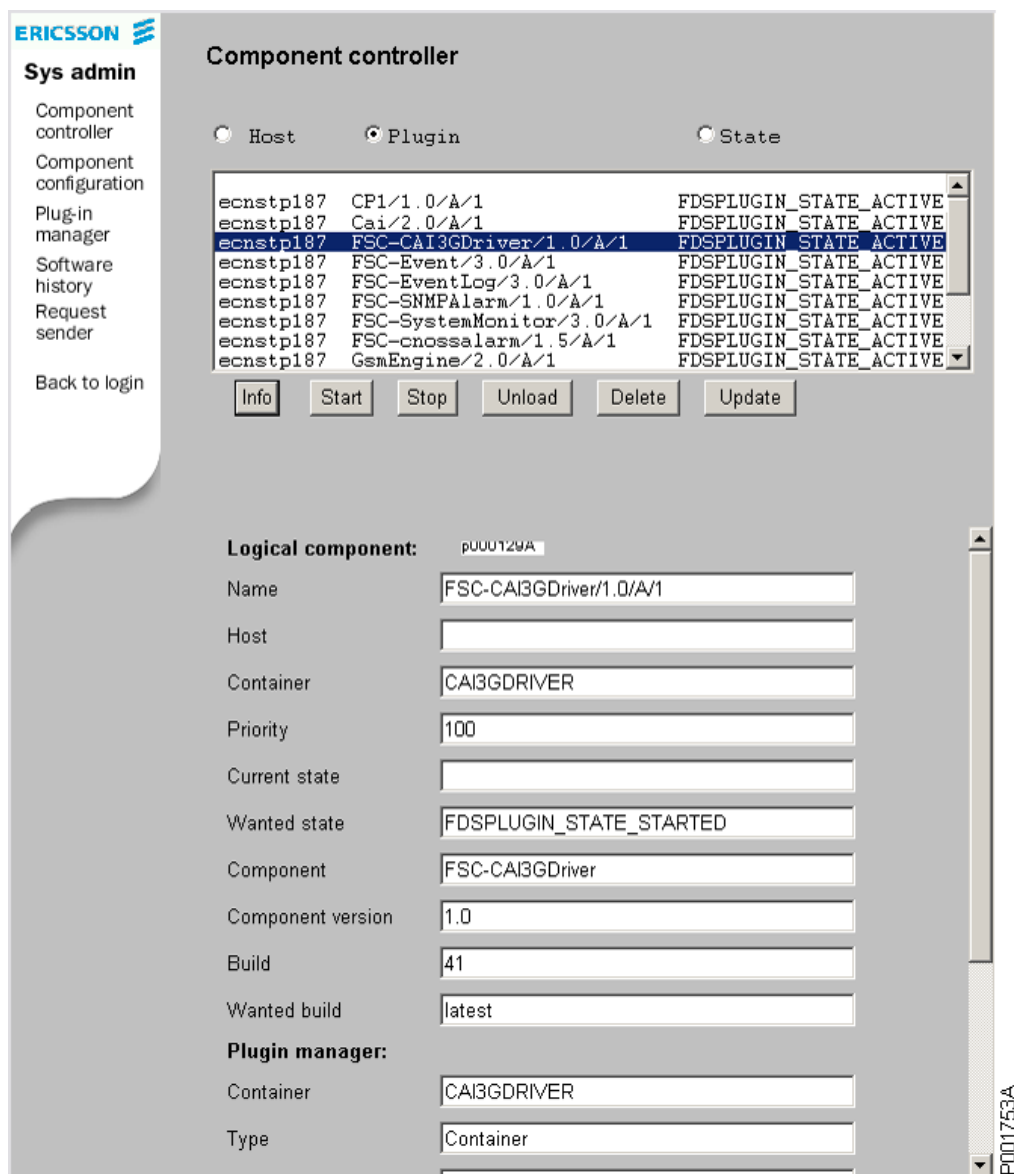 ERICSSON
Sys admin
Component
controller
Component
configuration
Plug-in
manager
Software
history
Request
sender
Back to login
Component controller
Host Plugin State
ecnstp187 CP1/1.0/A/1 FDSPLUGIN_STATE_ACTIVE
ecnstp187 Cai/2.0/A/1 FDSPLUGIN_STATE_ACTIVE
ecnstp187 FSC-CAI3GDriver/1.0/A/1 FDSPLUGIN_STATE_ACTIVE
ecnstp187 FSC-Event/3.0/A/1 FDSPLUGIN_STATE_ACTIVE
ecnstp187 FSC-EventLog/3.0/A/1 FDSPLUGIN_STATE_ACTIVE
ecnstp187 FSC-SNMPAlarm/1.0/A/1 FDSPLUGIN_STATE_ACTIVE
ecnstp187 FSC-SystemMonitor/3.0/A/1 FDSPLUGIN_STATE_ACTIVE
ecnstp187 FSC-cnossalarm/1.5/A/1 FDSPLUGIN_STATE_ACTIVE
ecnstp187 GsmEngine/2.0/A/1 FDSPLUGIN_STATE_ACTIVE
Info Start Stop Unload Delete Update
Logical component: p000129A
Name FSC-CAI3GDriver/1.0/A/1
Host
Container CAI3GDRIVER
Priority 100
Current state
Wanted state FDSPLUGIN_STATE_STARTED
Component FSC-CAI3GDriver
Component version 1.0
Build 41
Wanted build latest
Plugin manager:
Container CAI3GDRIVER
Type Container
P001753A